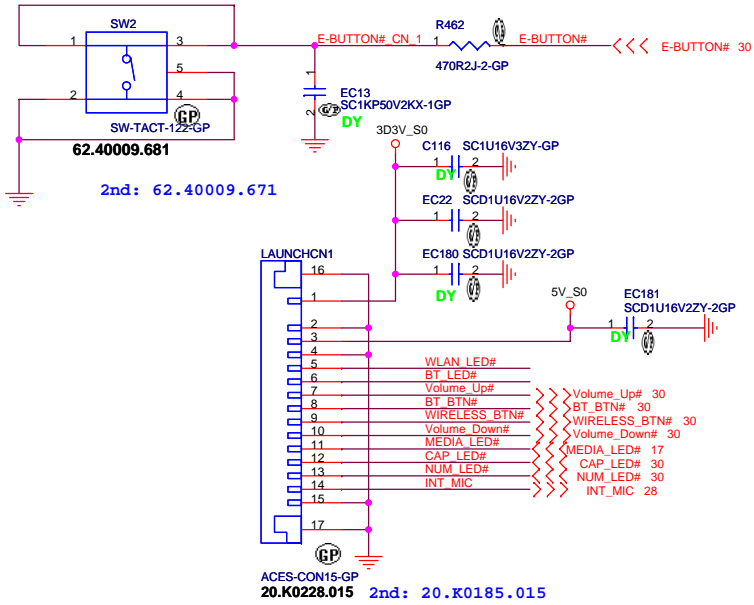 SW2
1
3
5
2
4
GP
SW-TACT-122-GP
62.40009.681
2nd: 62.40009.671
E-BUTTON#_CN_1
1
R462
2
E-BUTTON#
E-BUTTON# 30
470R2J-2-GP
1
EC13
SC1KP50V2KX-1GP
2
DY
3D3V_S0
C116 SC1U16V3ZY-GP
1
2
DY
EC22 SCD1U16V2ZY-2GP
1
2
EC180 SCD1U16V2ZY-2GP
1
2
DY
5V_S0
EC181
SCD1U16V2ZY-2GP
1
2
DY
LAUNCHCN1
16
1
2
3
4
5 WLAN_LED#
6 BT_LED#
7 Volume_Up# Volume_Up# 30
8 BT_BTN# BT_BTN# 30
9 WIRELESS_BTN# WIRELESS_BTN# 30
10 Volume_Down# Volume_Down# 30
11 MEDIA_LED# MEDIA_LED# 17
12 CAP_LED# CAP_LED# 30
13 NUM_LED# NUM_LED# 30
14 INT_MIC INT_MIC 28
15
17
GP
ACES-CON15-GP
20.K0228.015 2nd: 20.K0185.015